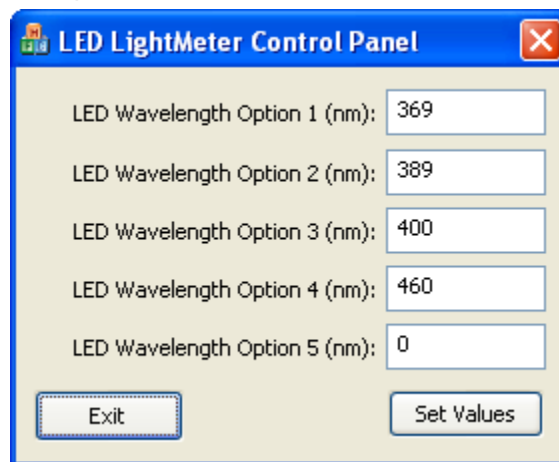 LED LightMeter Control Panel
LED Wavelength Option 1 (nm): 369
LED Wavelength Option 2 (nm): 389
LED Wavelength Option 3 (nm): 400
LED Wavelength Option 4 (nm): 460
LED Wavelength Option 5 (nm): 0
Exit Set Values